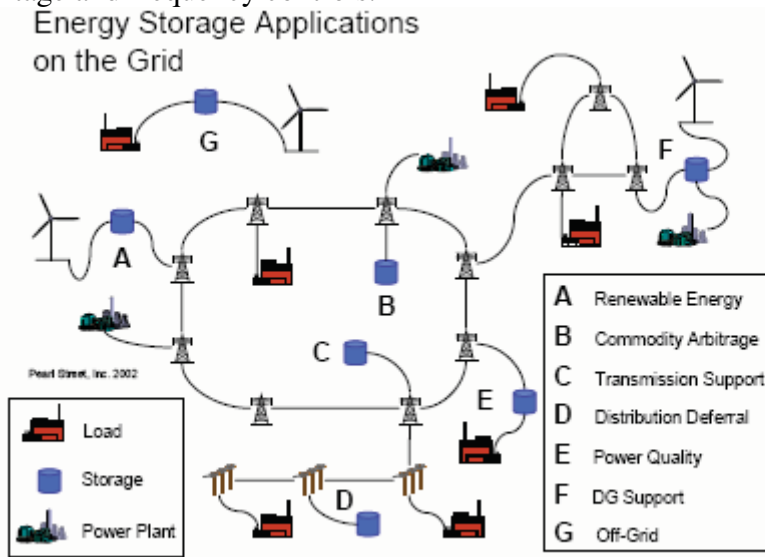 Energy Storage Applications
on the Grid
G
F
A
B
C
Pearl Street, Inc. 2002
E
D
Load
Storage
Power Plant
A Renewable Energy
B Commodity Arbitrage
C Transmission Support
D Distribution Deferral
E Power Quality
F DG Support
G Off-Grid